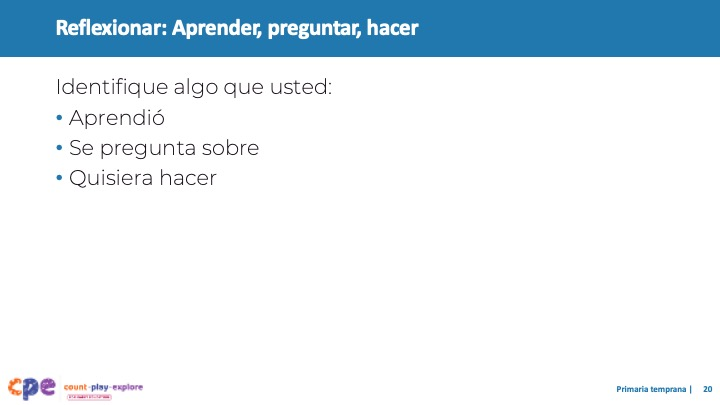 Reflexionar: Aprender, preguntar, hacer
Identifique algo que usted:
• Aprendió
• Se pregunta sobre
• Quisiera hacer
cpe count-play-explore
Primaria temprana | 20